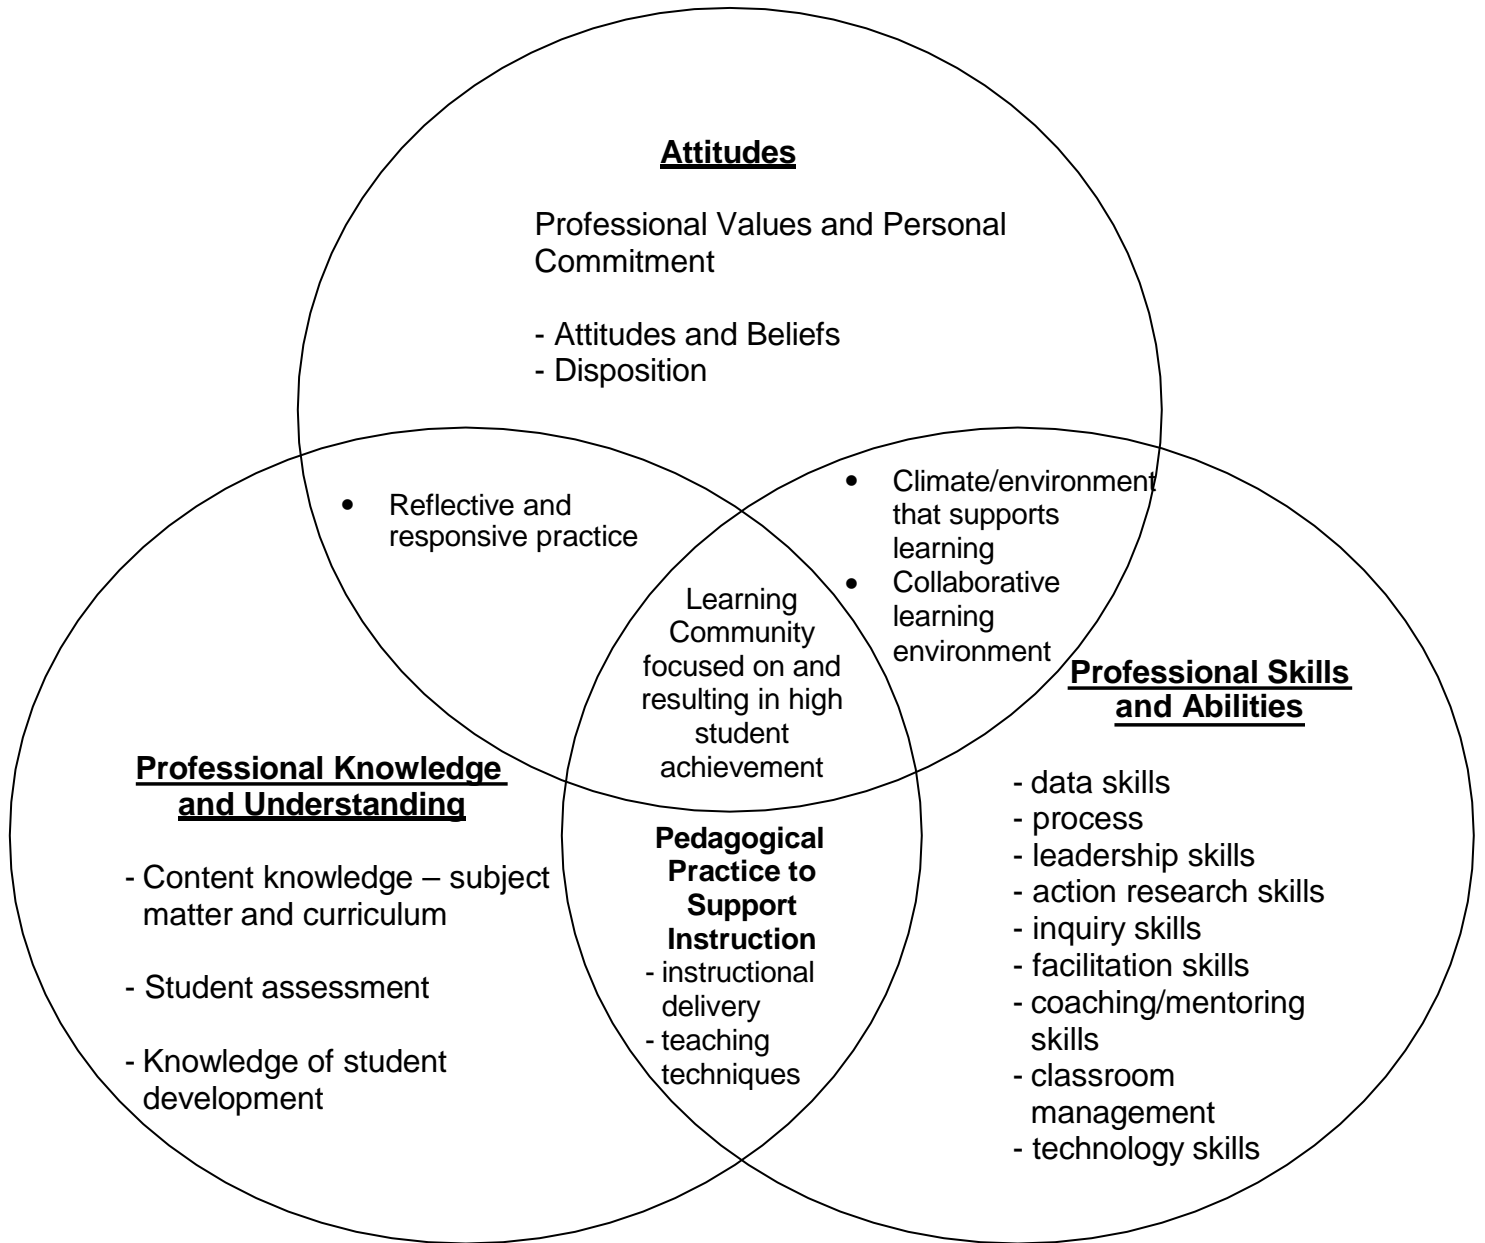 Attitudes
Professional Values and Personal
Commitment
- Attitudes and Beliefs
- Disposition
• Reflective and
responsive practice
• Climate/environment
that supports
learning
• Collaborative
learning
environment
Learning
Community
focused on and
resulting in high
student
achievement
Professional Knowledge
and Understanding
- Content knowledge – subject
matter and curriculum
- Student assessment
- Knowledge of student
development
Pedagogical
Practice to
Support
Instruction
- instructional
delivery
- teaching
techniques
Professional Skills
and Abilities
- data skills
- process
- leadership skills
- action research skills
- inquiry skills
- facilitation skills
- coaching/mentoring
skills
- classroom
management
- technology skills